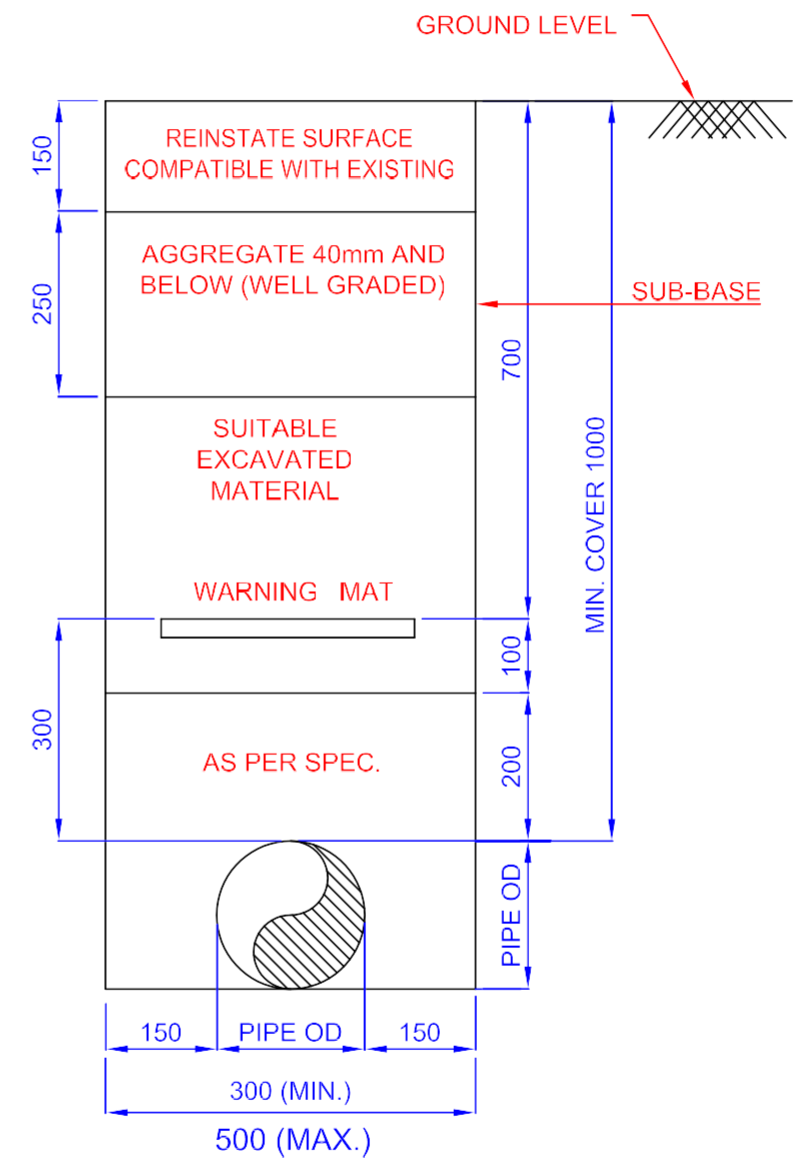 GROUND LEVEL
REINSTATE SURFACE
COMPATIBLE WITH EXISTING
150
AGGREGATE 40mm AND
BELOW (WELL GRADED)
250
SUB-BASE
700
SUITABLE
EXCAVATED
MATERIAL
MIN. COVER 1000
WARNING MAT
100
300
AS PER SPEC.
200
PIPE OD
150
PIPE OD
150
300 (MIN.)
500 (MAX.)